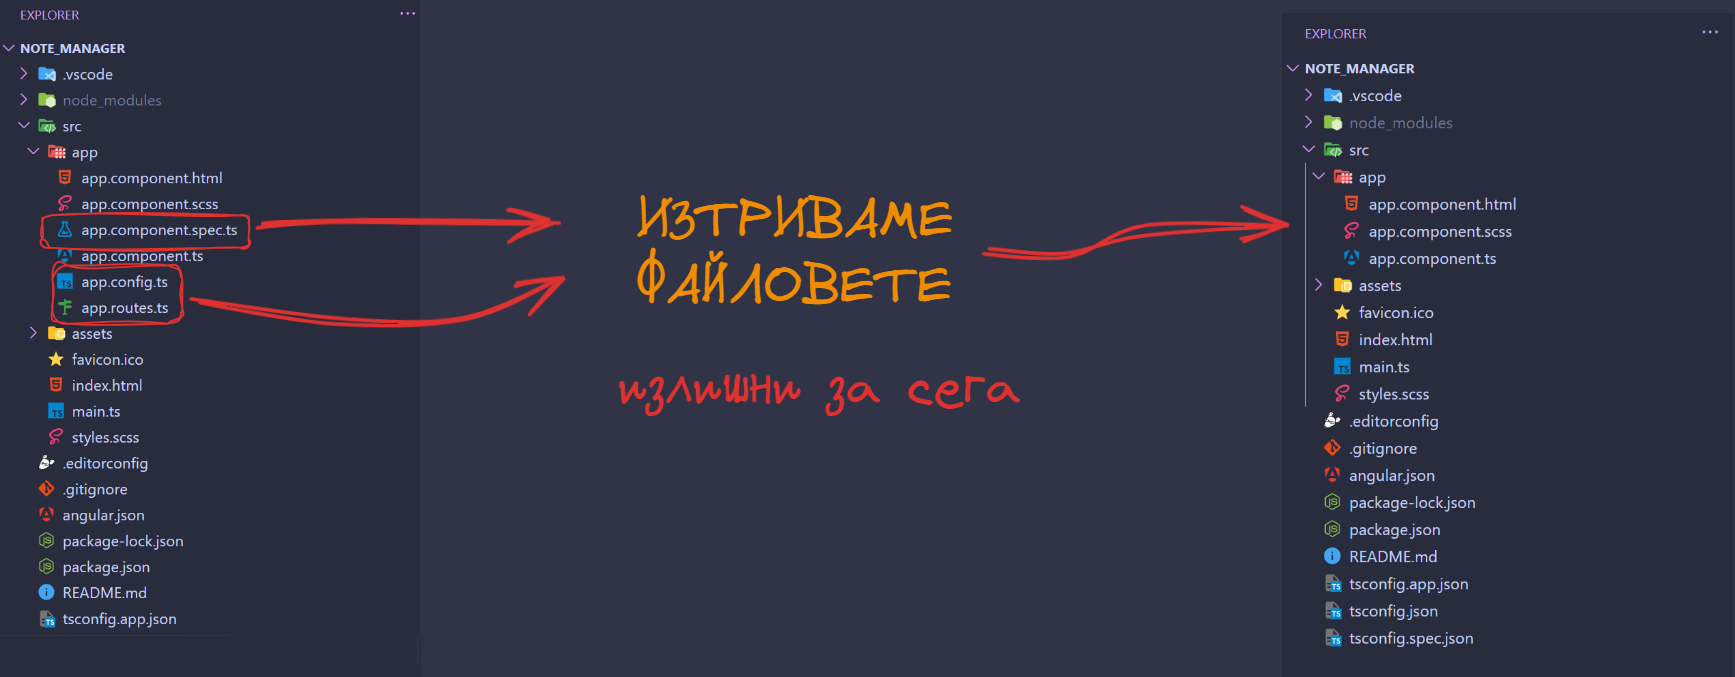 EXPLORER
NOTE_MANAGER
.vscode
node_modules
src
app
app.component.html
app.component.scss
app.component.spec.ts
app.component.ts
app.config.ts
app.routes.ts
assets
favicon.ico
index.html
main.ts
styles.scss
.editorconfig
.gitignore
angular.json
package-lock.json
package.json
README.md
tsconfig.app.json
ИЗТРИВАМЕ
ФАЙЛОВЕТЕ
излишни за сега
EXPLORER
NOTE_MANAGER
.vscode
node_modules
src
app
app.component.html
app.component.scss
app.component.ts
assets
favicon.ico
index.html
main.ts
styles.scss
.editorconfig
.gitignore
angular.json
package-lock.json
package.json
README.md
tsconfig.app.json
tsconfig.json
tsconfig.spec.json